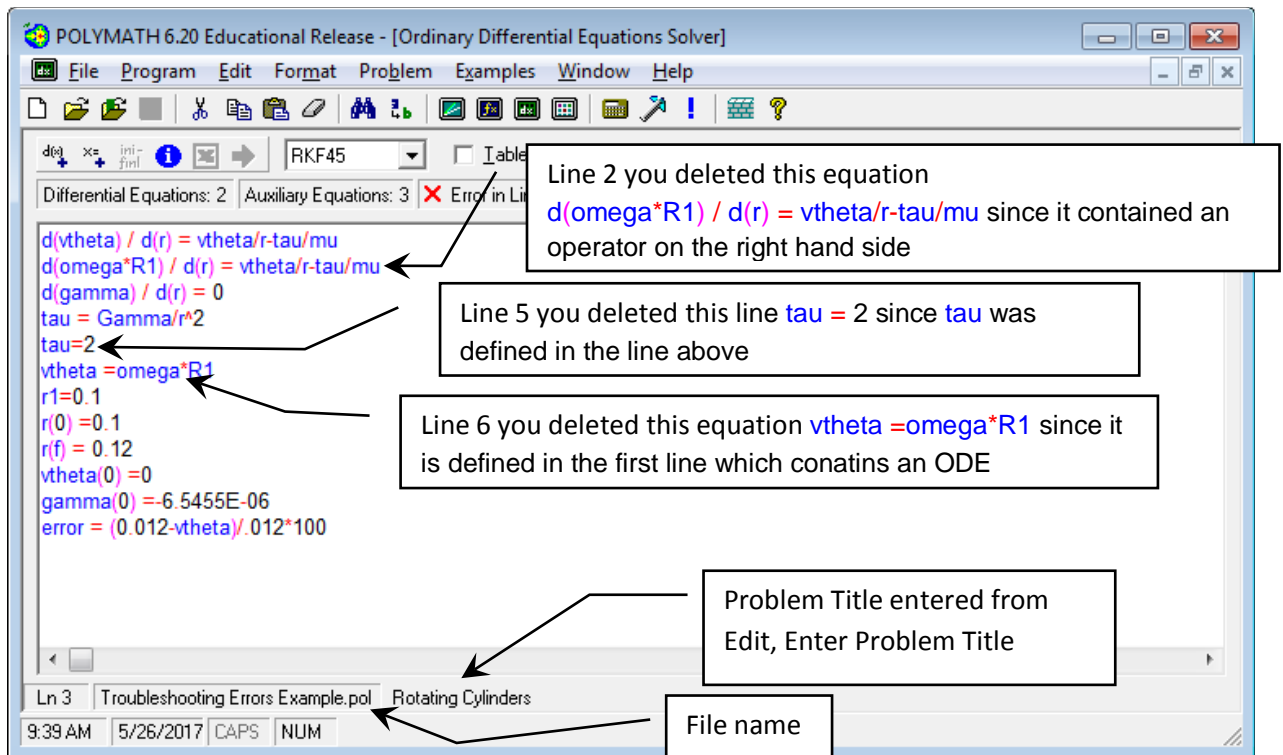 POLYMATH 6.20 Educational Release - [Ordinary Differential Equations Solver]
File Program Edit Format Problem Examples Window Help
d(x) x= ini- finl RKF45 Table
Differential Equations: 2 Auxiliary Equations: 3 Error in Lin
Line 2 you deleted this equation
d(omega*R1) / d(r) = vtheta/r-tau/mu since it contained an
operator on the right hand side
d(vtheta) / d(r) = vtheta/r-tau/mu
d(omega*R1) / d(r) = vtheta/r-tau/mu
d(gamma) / d(r) = 0
tau = Gamma/r^2
tau=2
vtheta =omega*R1
r1=0.1
r(0) =0.1
r(f) = 0.12
vtheta(0) =0
gamma(0) =-6.5455E-06
error = (0.012-vtheta)/.012*100
Line 5 you deleted this line tau = 2 since tau was
defined in the line above
Line 6 you deleted this equation vtheta =omega*R1 since it
is defined in the first line which conatins an ODE
Problem Title entered from
Edit, Enter Problem Title
Ln 3 Troubleshooting Errors Example.pol Rotating Cylinders
File name
9:39 AM 5/26/2017 CAPS NUM